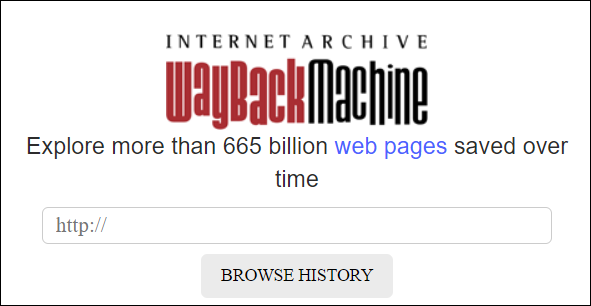 INTERNET ARCHIVE
WayBackMachine
Explore more than 665 billion web pages saved over
time
http://
BROWSE HISTORY